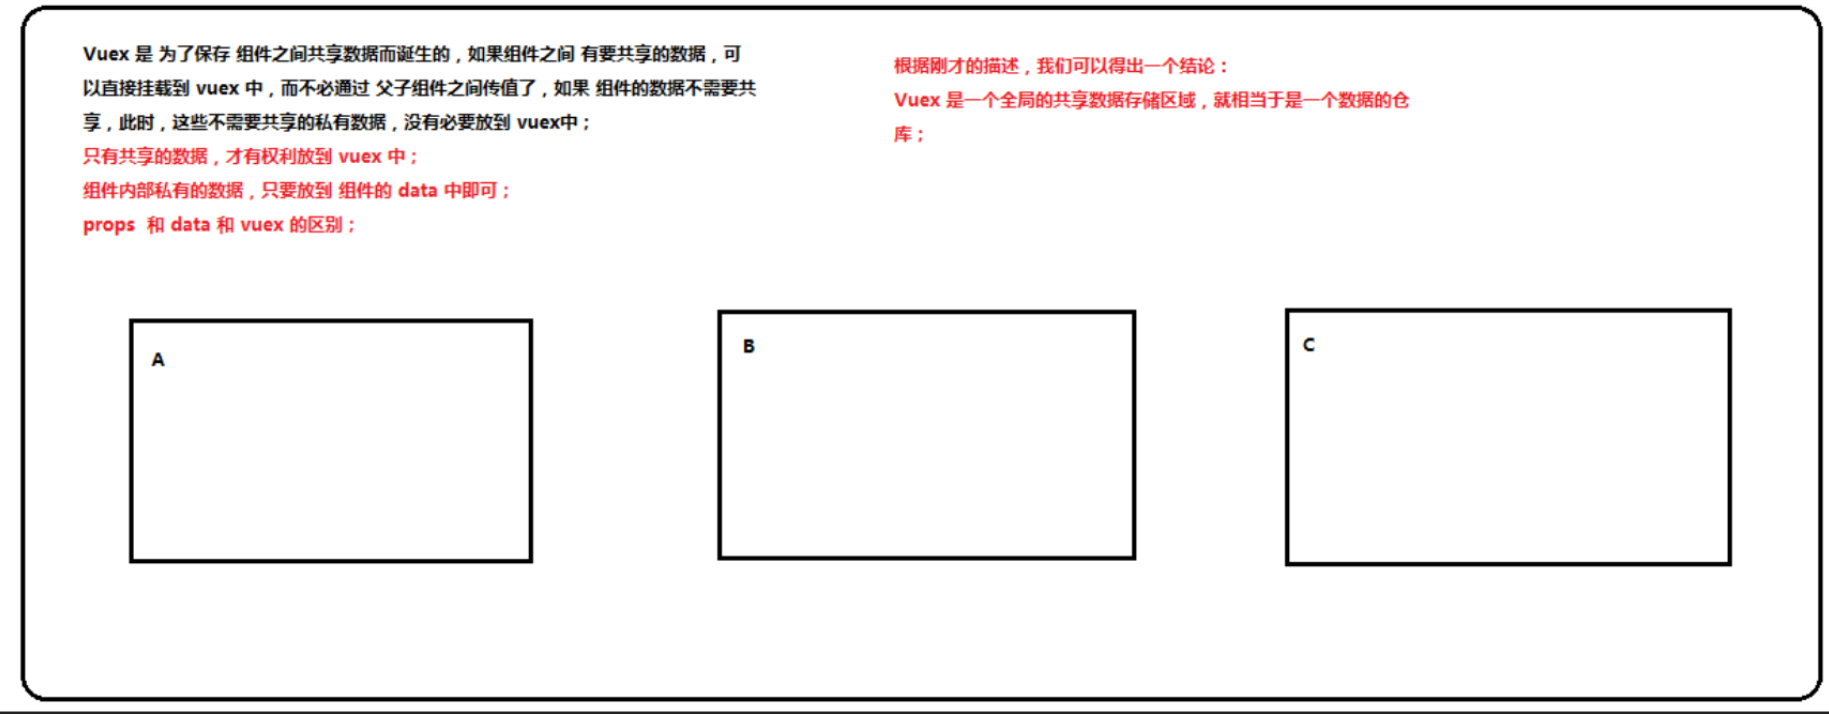 Vuex 是 为了保存 组件之间共享数据而诞生的，如果组件之间 有要共享的数据，可
以直接挂载到 vuex 中，而不必通过 父子组件之间传值了，如果 组件的数据不需要共
享，此时，这些不需要共享的私有数据，没有必要放到 vuex中；
只有共享的数据，才有权利放到 vuex 中；
组件内部私有的数据，只要放到 组件的 data 中即可；
props  和 data 和 vuex 的区别；
根据刚才的描述，我们可以得出一个结论：
Vuex 是一个全局的共享数据存储区域，就相当于是一个数据的仓
库；
A
B
C